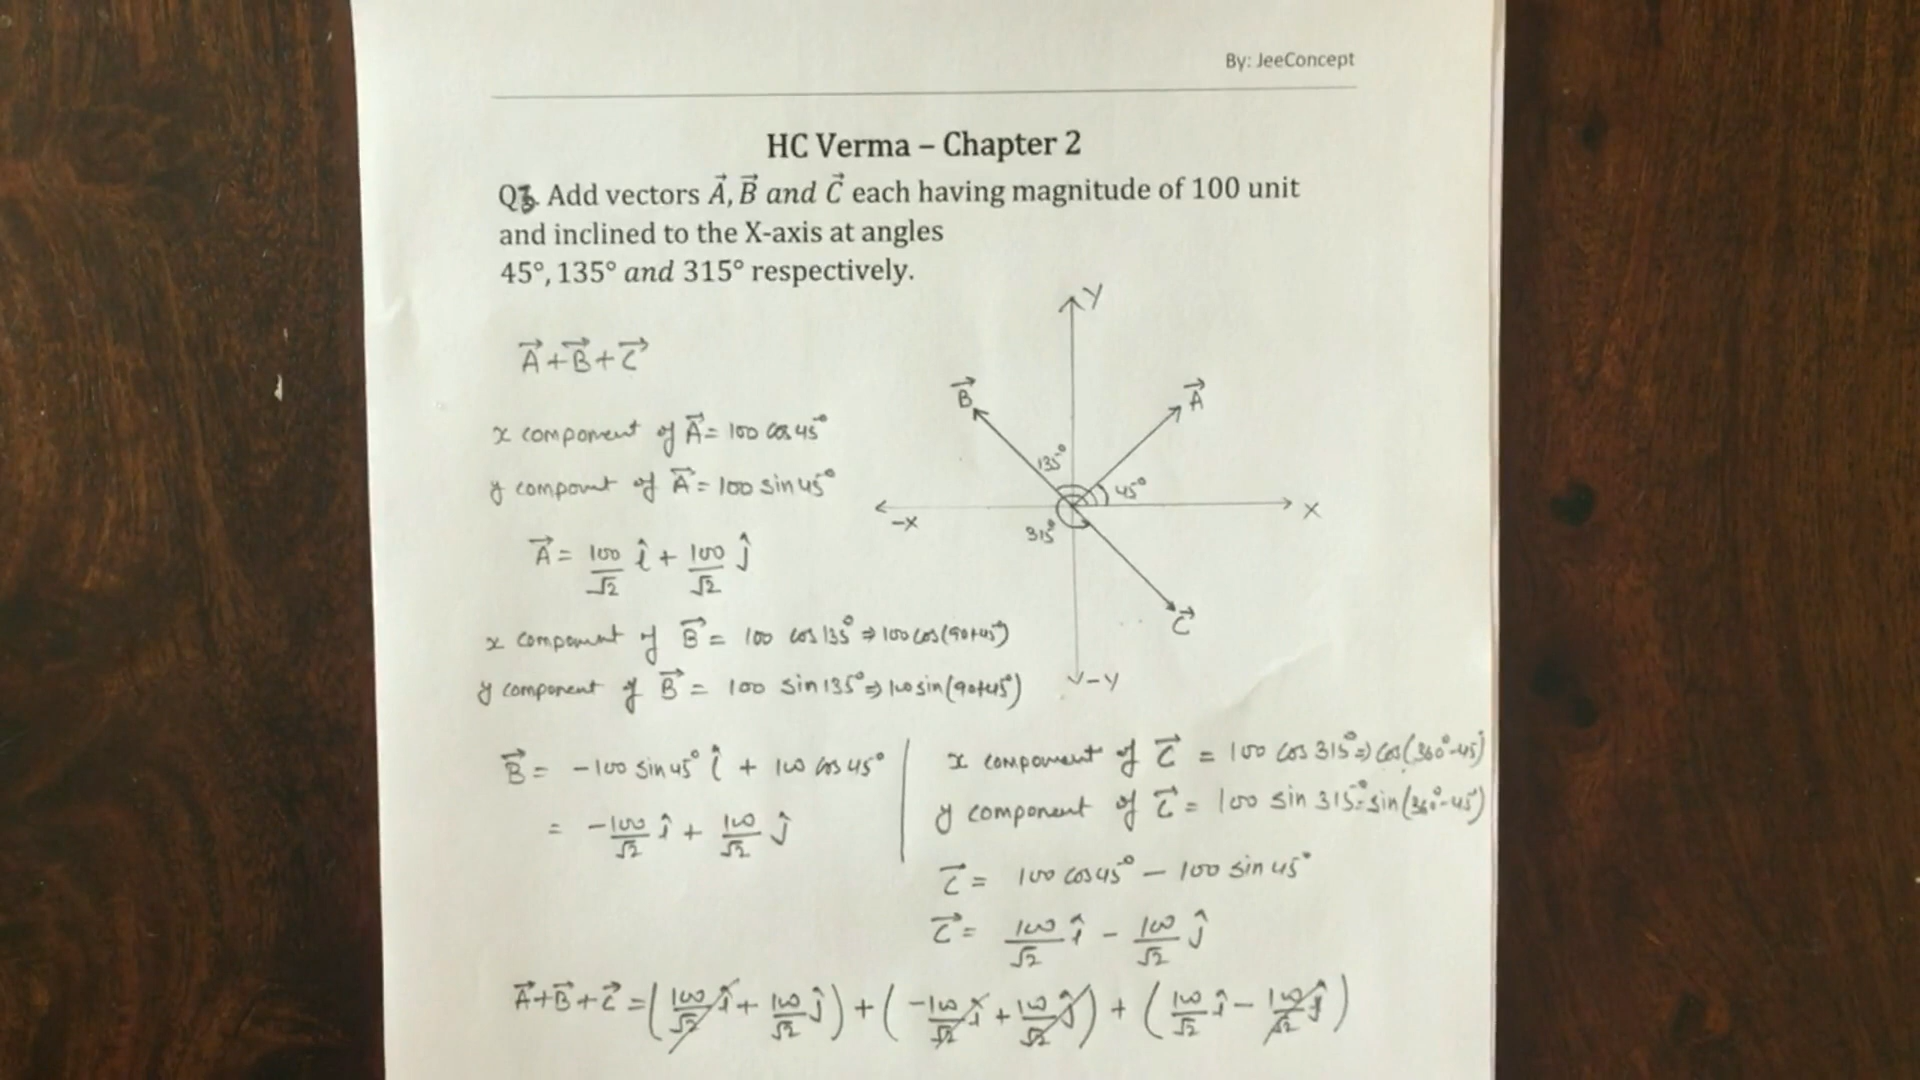 By: JeeConcept
HC Verma – Chapter 2
Q3. Add vectors A⃗, B⃗ and C⃗ each having magnitude of 100 unit
and inclined to the X-axis at angles
45°, 135° and 315° respectively.
A⃗ + B⃗ + C⃗
x component of A⃗ = 100 cos 45°
y compount of A⃗ = 100 sin 45°
A⃗ = 100/√2 î + 100/√2 ĵ
x component of B⃗ = 100 cos 135° ⇒ 100 cos(90+45°)
y component of B⃗ = 100 sin 135° ⇒ 100 sin(90+45°)
B⃗ = -100 sin 45° î + 100 cos 45°
= -100/√2 î + 100/√2 ĵ
Y
B⃗
A⃗
135°
45°
-X
X
315°
C⃗
-Y
x component of C⃗ = 100 cos 315° ⇒ cos(360°-45°)
y component of C⃗ = 100 sin 315° = sin(360°-45°)
C⃗ = 100 cos 45° - 100 sin 45°
C⃗ = 100/√2 î - 100/√2 ĵ
A⃗ + B⃗ + C⃗ = (100/√2 î + 100/√2 ĵ) + (-100/√2 î + 100/√2 ĵ) + (100/√2 î - 100/√2 ĵ)